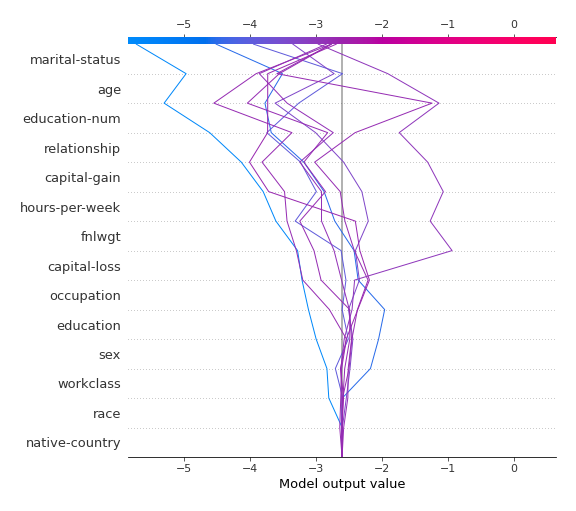 −5 −4 −3 −2 −1 0
marital-status
age
education-num
relationship
capital-gain
hours-per-week
fnlwgt
capital-loss
occupation
education
sex
workclass
race
native-country
−5 −4 −3 −2 −1 0
Model output value